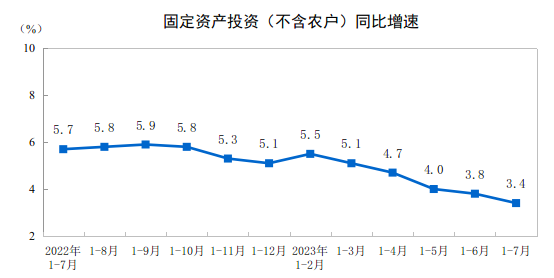 固定资产投资（不含农户）同比增速
（%）
10
8
6
4
2
5.7
5.8
5.9
5.8
5.3
5.1
5.5
5.1
4.7
4.0
3.8
3.4
2022年
1-7月
1-8月
1-9月
1-10月
1-11月
1-12月
2023年
1-2月
1-3月
1-4月
1-5月
1-6月
1-7月